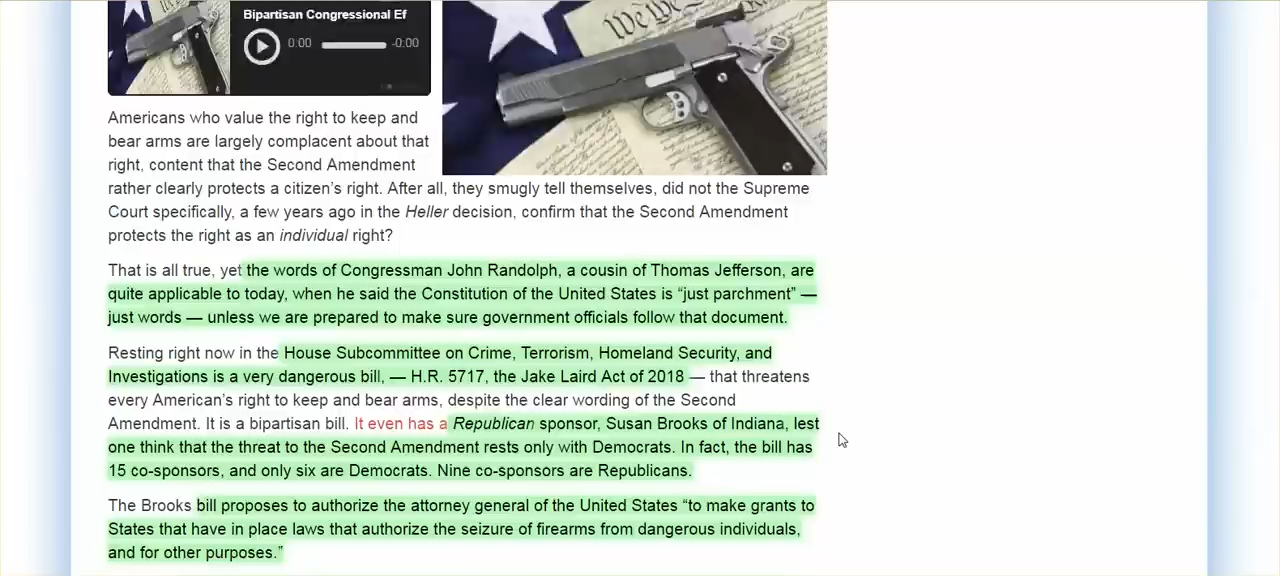 Bipartisan Congressional Ef
0:00 -0:00
We the
Americans who value the right to keep and
bear arms are largely complacent about that
right, content that the Second Amendment
rather clearly protects a citizen’s right. After all, they smugly tell themselves, did not the Supreme
Court specifically, a few years ago in the Heller decision, confirm that the Second Amendment
protects the right as an individual right?
That is all true, yet the words of Congressman John Randolph, a cousin of Thomas Jefferson, are
quite applicable to today, when he said the Constitution of the United States is “just parchment” —
just words — unless we are prepared to make sure government officials follow that document.
Resting right now in the House Subcommittee on Crime, Terrorism, Homeland Security, and
Investigations is a very dangerous bill, — H.R. 5717, the Jake Laird Act of 2018 — that threatens
every American’s right to keep and bear arms, despite the clear wording of the Second
Amendment. It is a bipartisan bill. It even has a Republican sponsor, Susan Brooks of Indiana, lest
one think that the threat to the Second Amendment rests only with Democrats. In fact, the bill has
15 co-sponsors, and only six are Democrats. Nine co-sponsors are Republicans.
The Brooks bill proposes to authorize the attorney general of the United States “to make grants to
States that have in place laws that authorize the seizure of firearms from dangerous individuals,
and for other purposes.”